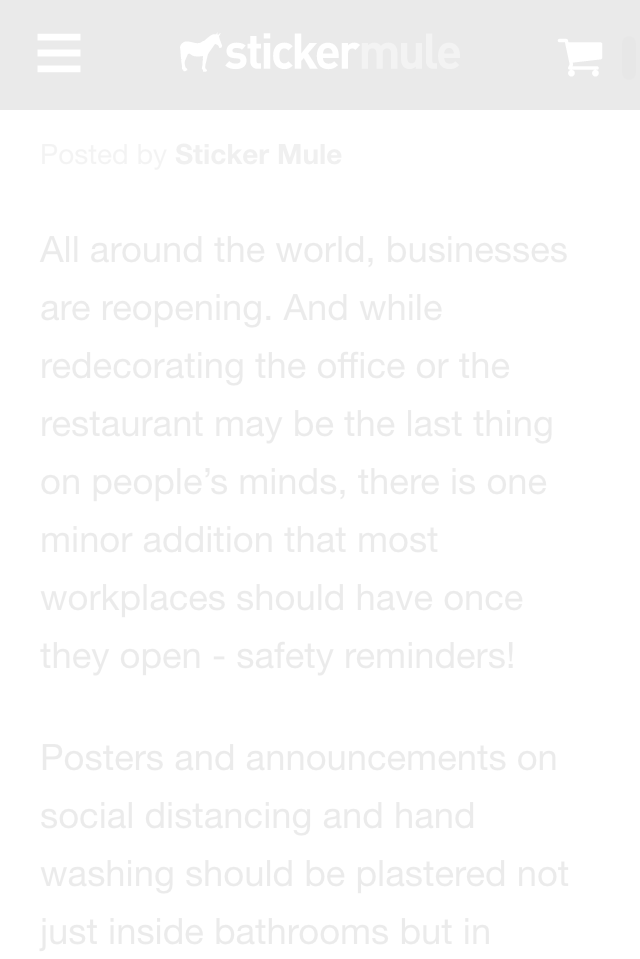 stickermule
Posted by Sticker Mule
All around the world, businesses
are reopening. And while
redecorating the office or the
restaurant may be the last thing
on people’s minds, there is one
minor addition that most
workplaces should have once
they open - safety reminders!
Posters and announcements on
social distancing and hand
washing should be plastered not
just inside bathrooms but in